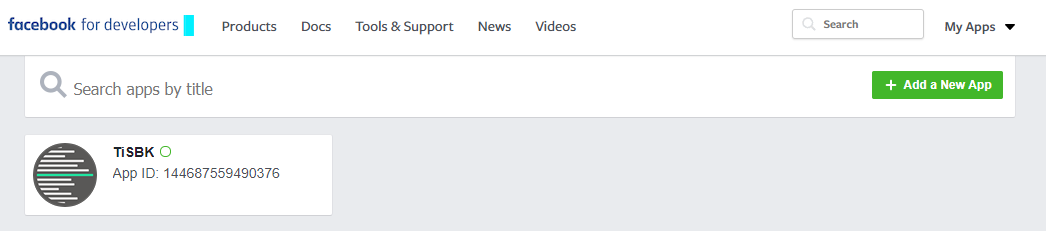 facebook for developers Products Docs Tools & Support News Videos Search My Apps
Search apps by title + Add a New App
TiSBK
App ID: 144687559490376